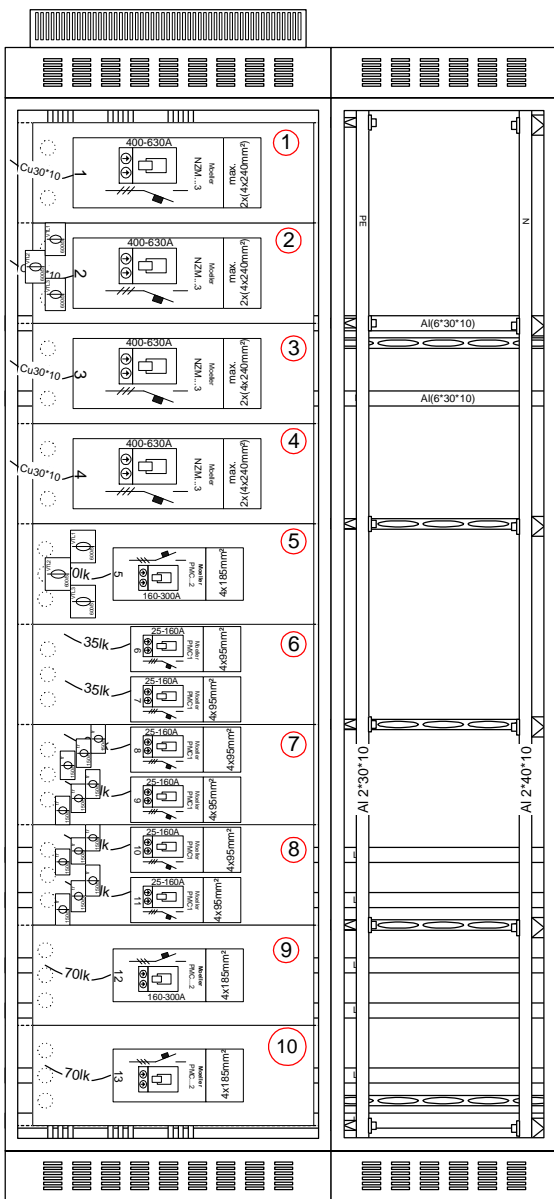 1
400-630A
Cu30*10
1
Moeller
NZM...3
max.
2x(4x240mm²)
2
400-630A
2
Moeller
NZM...3
max.
2x(4x240mm²)
3
400-630A
Cu30*10
3
Moeller
NZM...3
max.
2x(4x240mm²)
4
400-630A
Cu30*10
4
Moeller
NZM...3
max.
2x(4x240mm²)
5
5
Moeller
PMC...2
160-300A
4x185mm²
6
35lk
25-160A
6
Moeller
PMC1
4x95mm²
35lk
25-160A
7
Moeller
PMC1
4x95mm²
7
25-160A
8
Moeller
PMC1
4x95mm²
lk
25-160A
9
Moeller
PMC1
4x95mm²
8
lk
25-160A
10
Moeller
PMC1
4x95mm²
lk
25-160A
11
Moeller
PMC1
4x95mm²
9
70lk
12
Moeller
PMC...2
160-300A
4x185mm²
10
70lk
13
Moeller
PMC...2
4x185mm²
PE
N
Al(6*30*10)
Al(6*30*10)
Al 2*30*10
Al 2*40*10